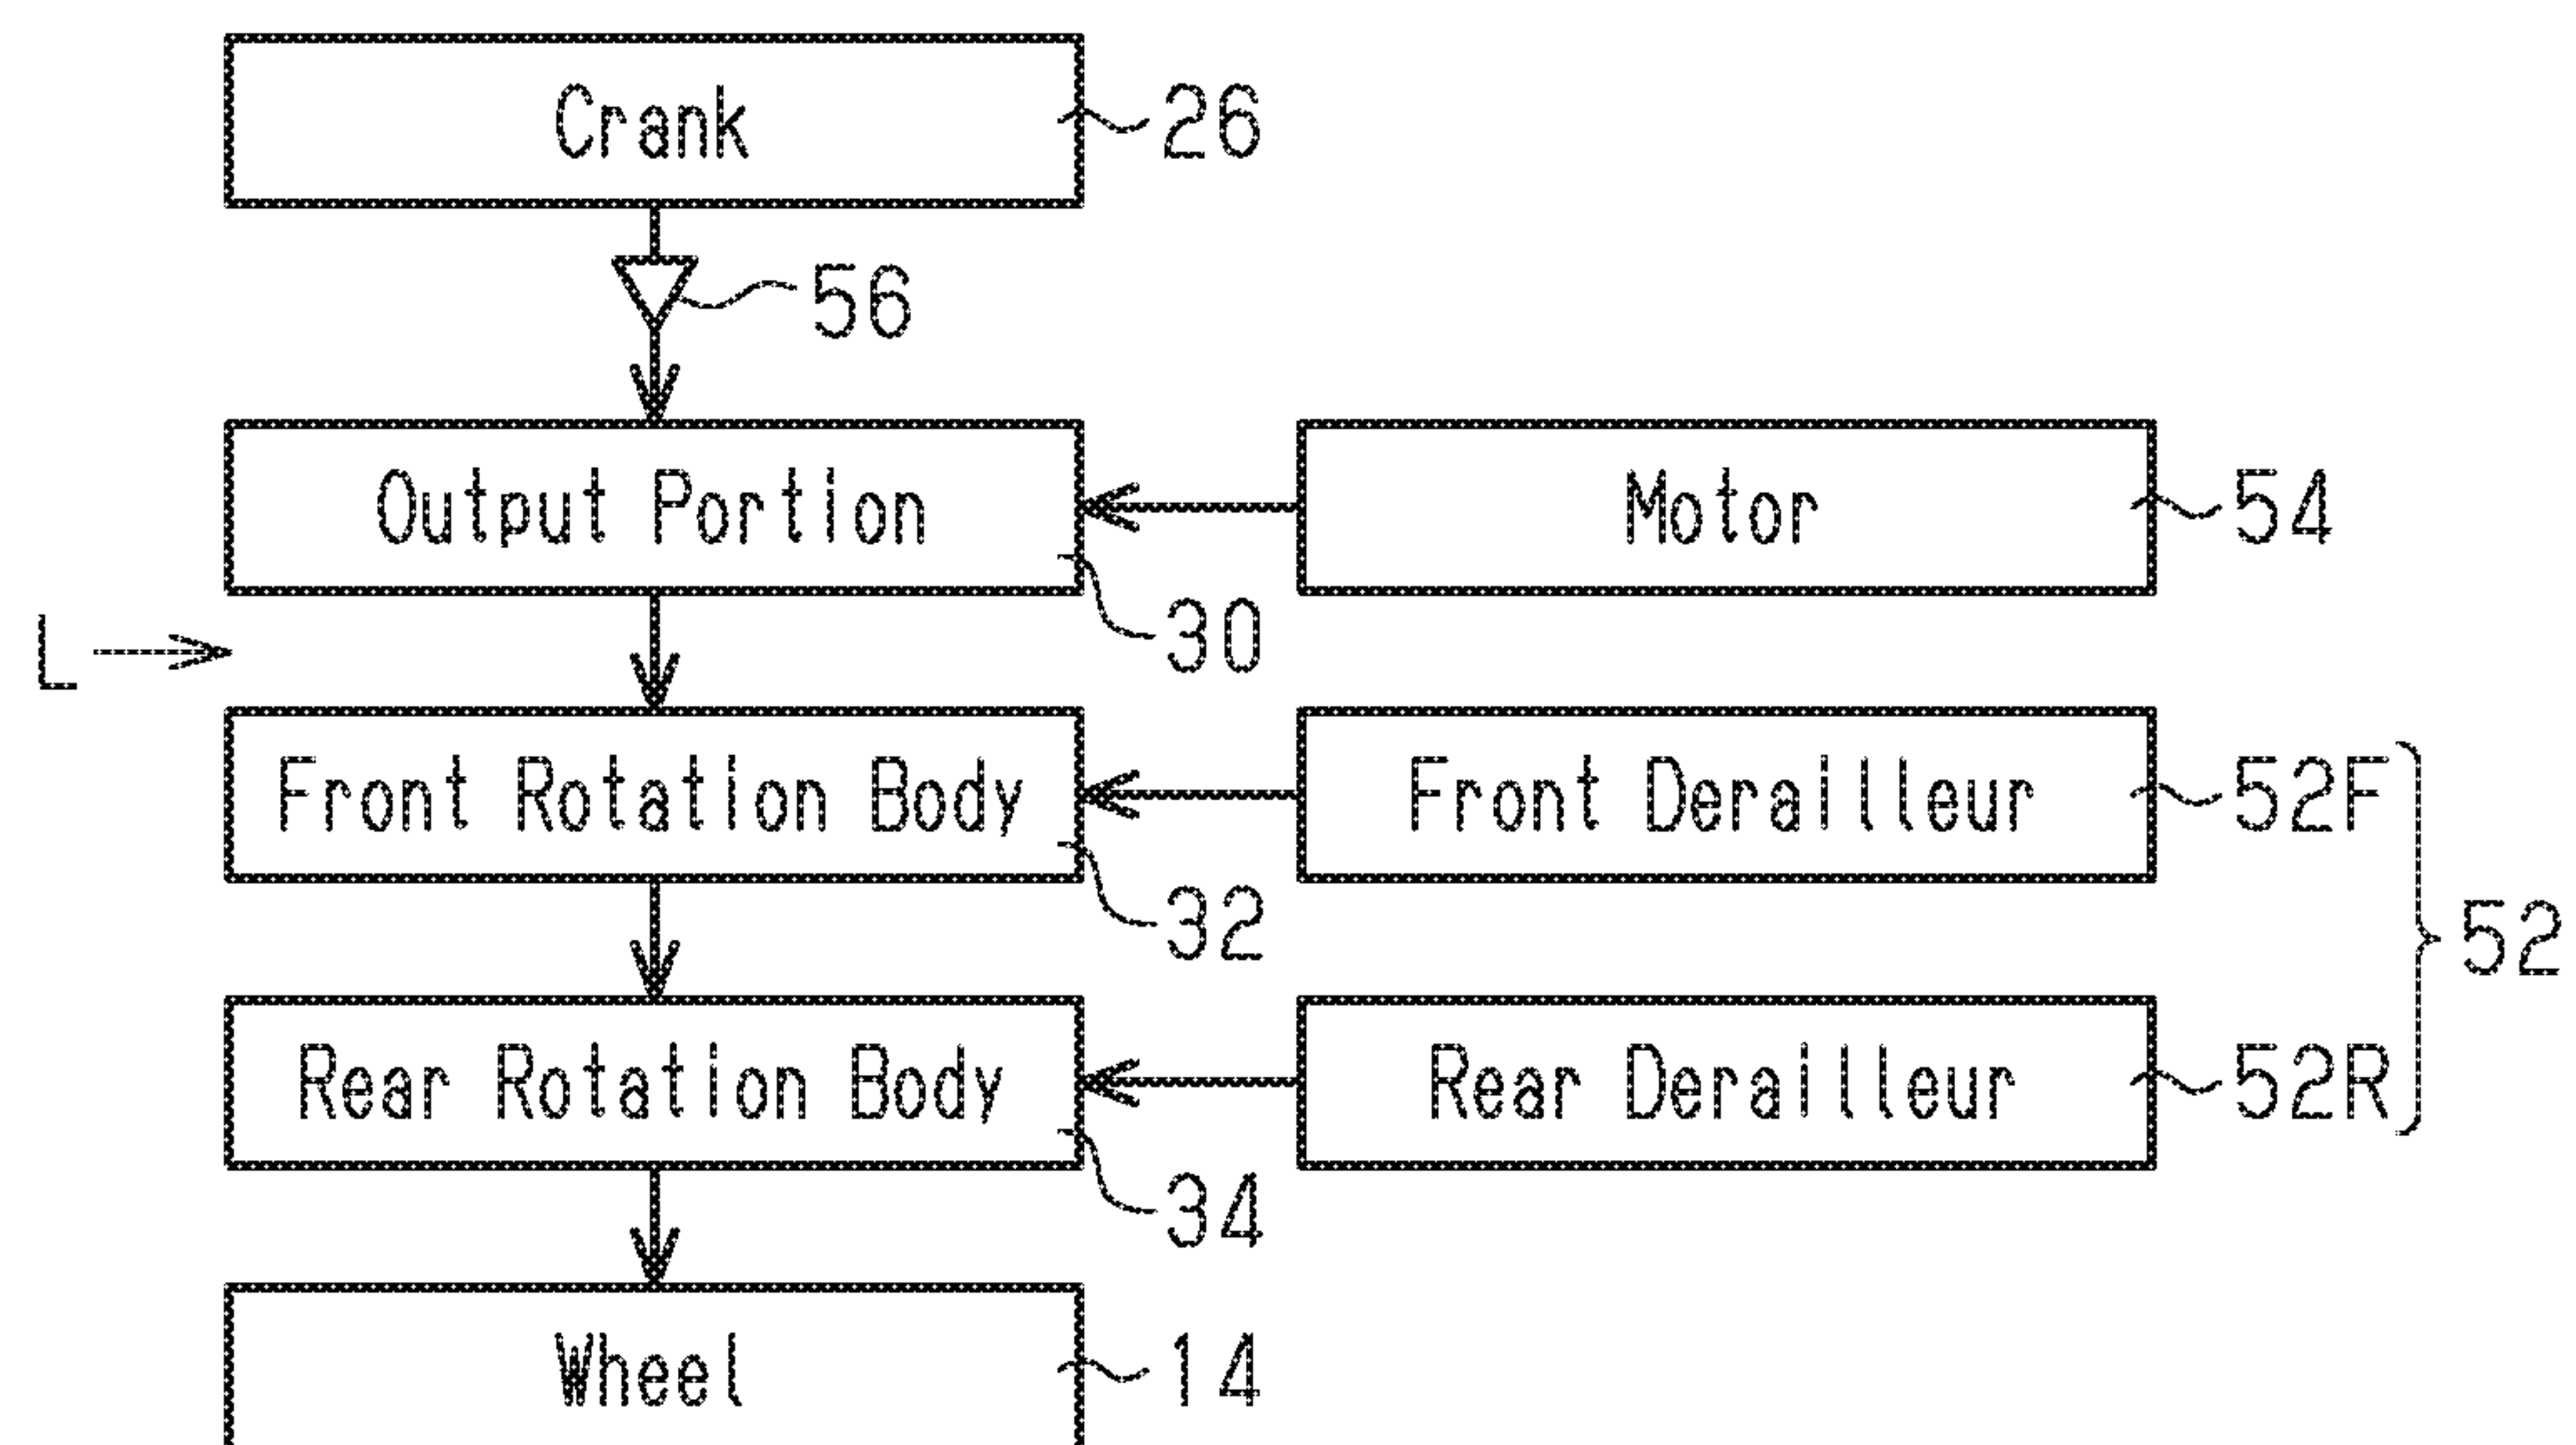 Crank 26
56
Output Portion Motor 54
30
L
Front Rotation Body Front Derailleur 52F
32 52
Rear Rotation Body Rear Derailleur 52R
34
Wheel 14